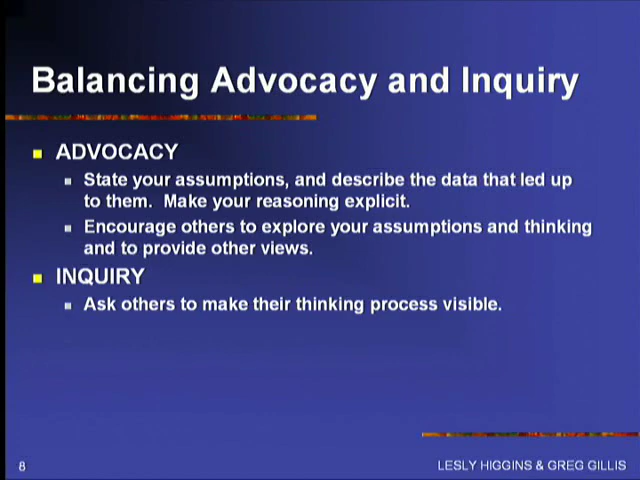 Balancing Advocacy and Inquiry
ADVOCACY
State your assumptions, and describe the data that led up
to them.  Make your reasoning explicit.
Encourage others to explore your assumptions and thinking
and to provide other views.
INQUIRY
Ask others to make their thinking process visible.
8
LESLY HIGGINS & GREG GILLIS